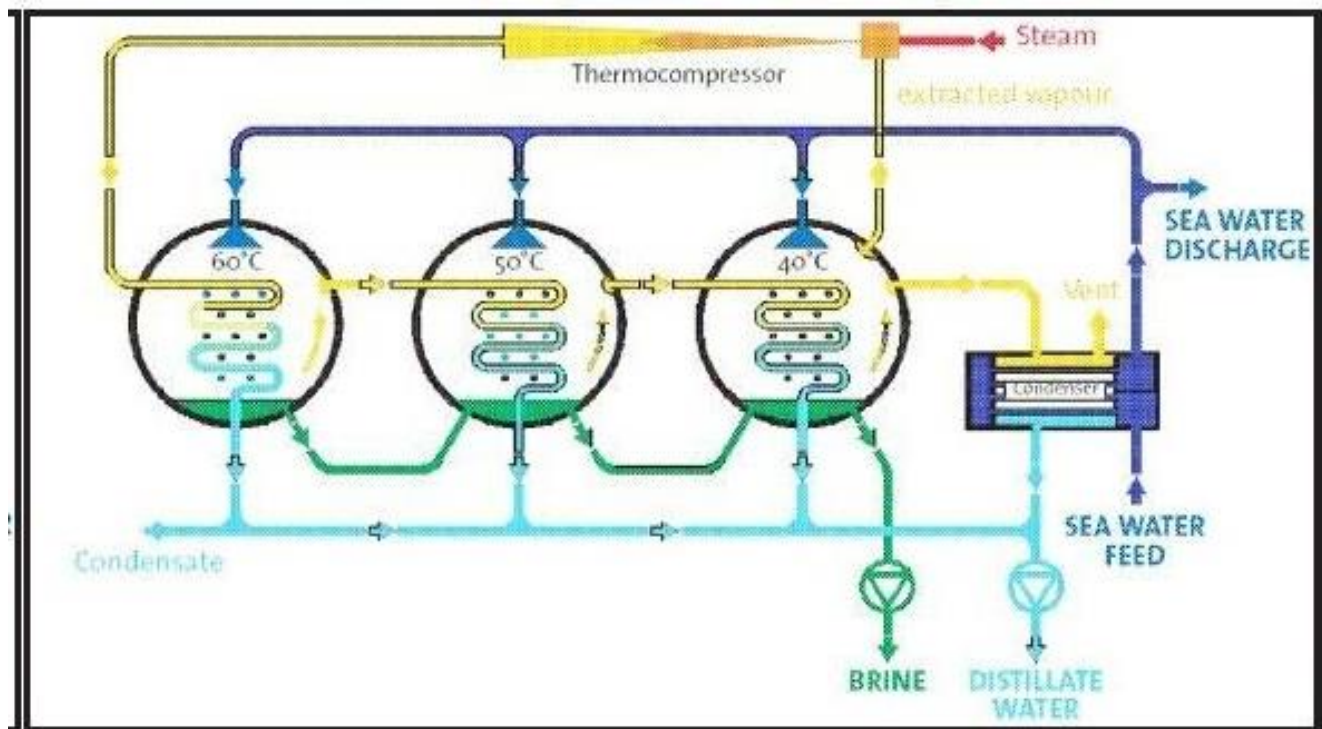 Steam
Thermocompressor
extracted vapour
SEA WATER
DISCHARGE
60°C
50°C
40°C
Vent
Condenser
SEA WATER
FEED
Condensate
BRINE
DISTILLATE
WATER